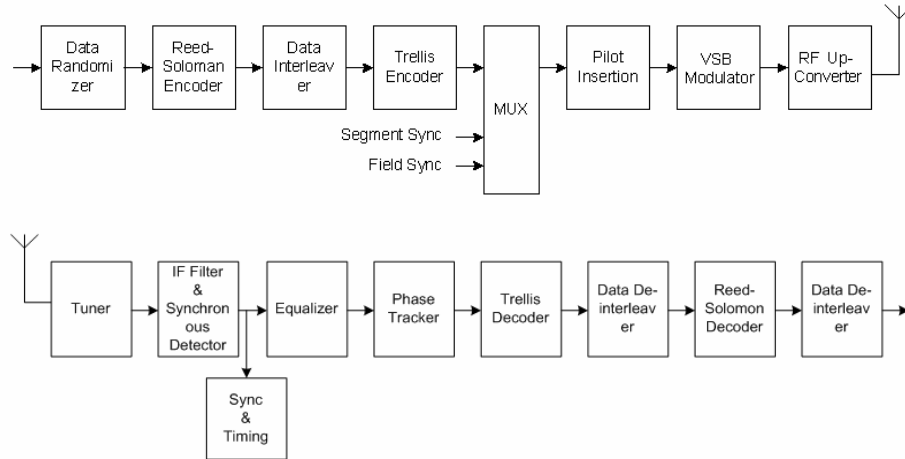 Data
Randomi
zer
Reed-
Soloman
Encoder
Data
Interleav
er
Trellis
Encoder
MUX
Pilot
Insertion
VSB
Modulator
RF Up-
Converter
Segment Sync
Field Sync
Tuner
IF Filter
&
Synchron
ous
Detector
Equalizer
Phase
Tracker
Trellis
Decoder
Data De-
interleav
er
Reed-
Solomon
Decoder
Data De-
interleav
er
Sync
&
Timing